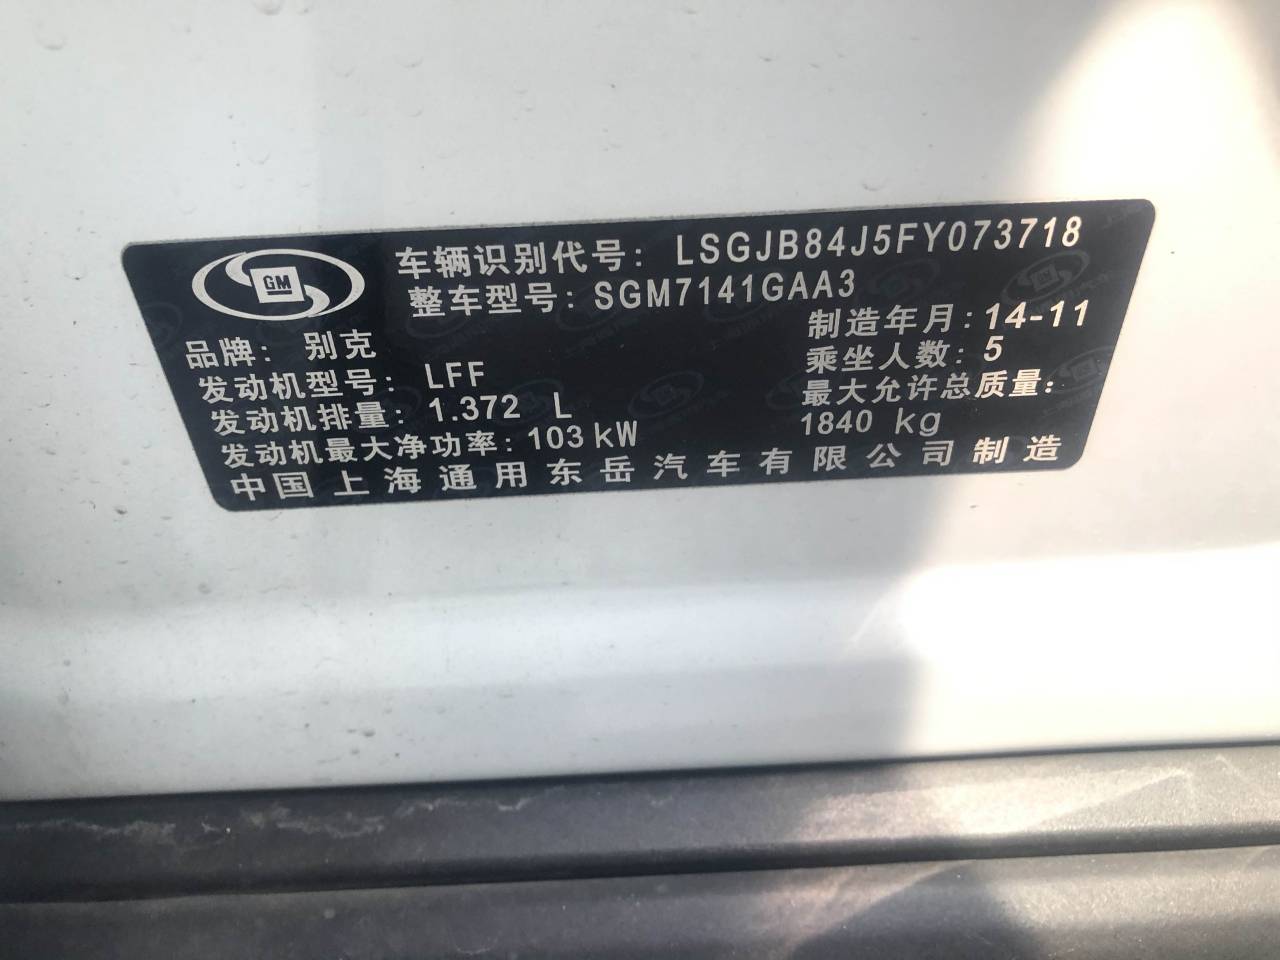 GM
车辆识别代号: LSGJB84J5FY073718
整车型号: SGM7141GAA3
品牌: 别克
制造年月: 14-11
发动机型号: LFF
乘坐人数: 5
发动机排量: 1.372 L
最大允许总质量:
1840 kg
发动机最大净功率: 103kW
中国上海通用东岳汽车有限公司制造